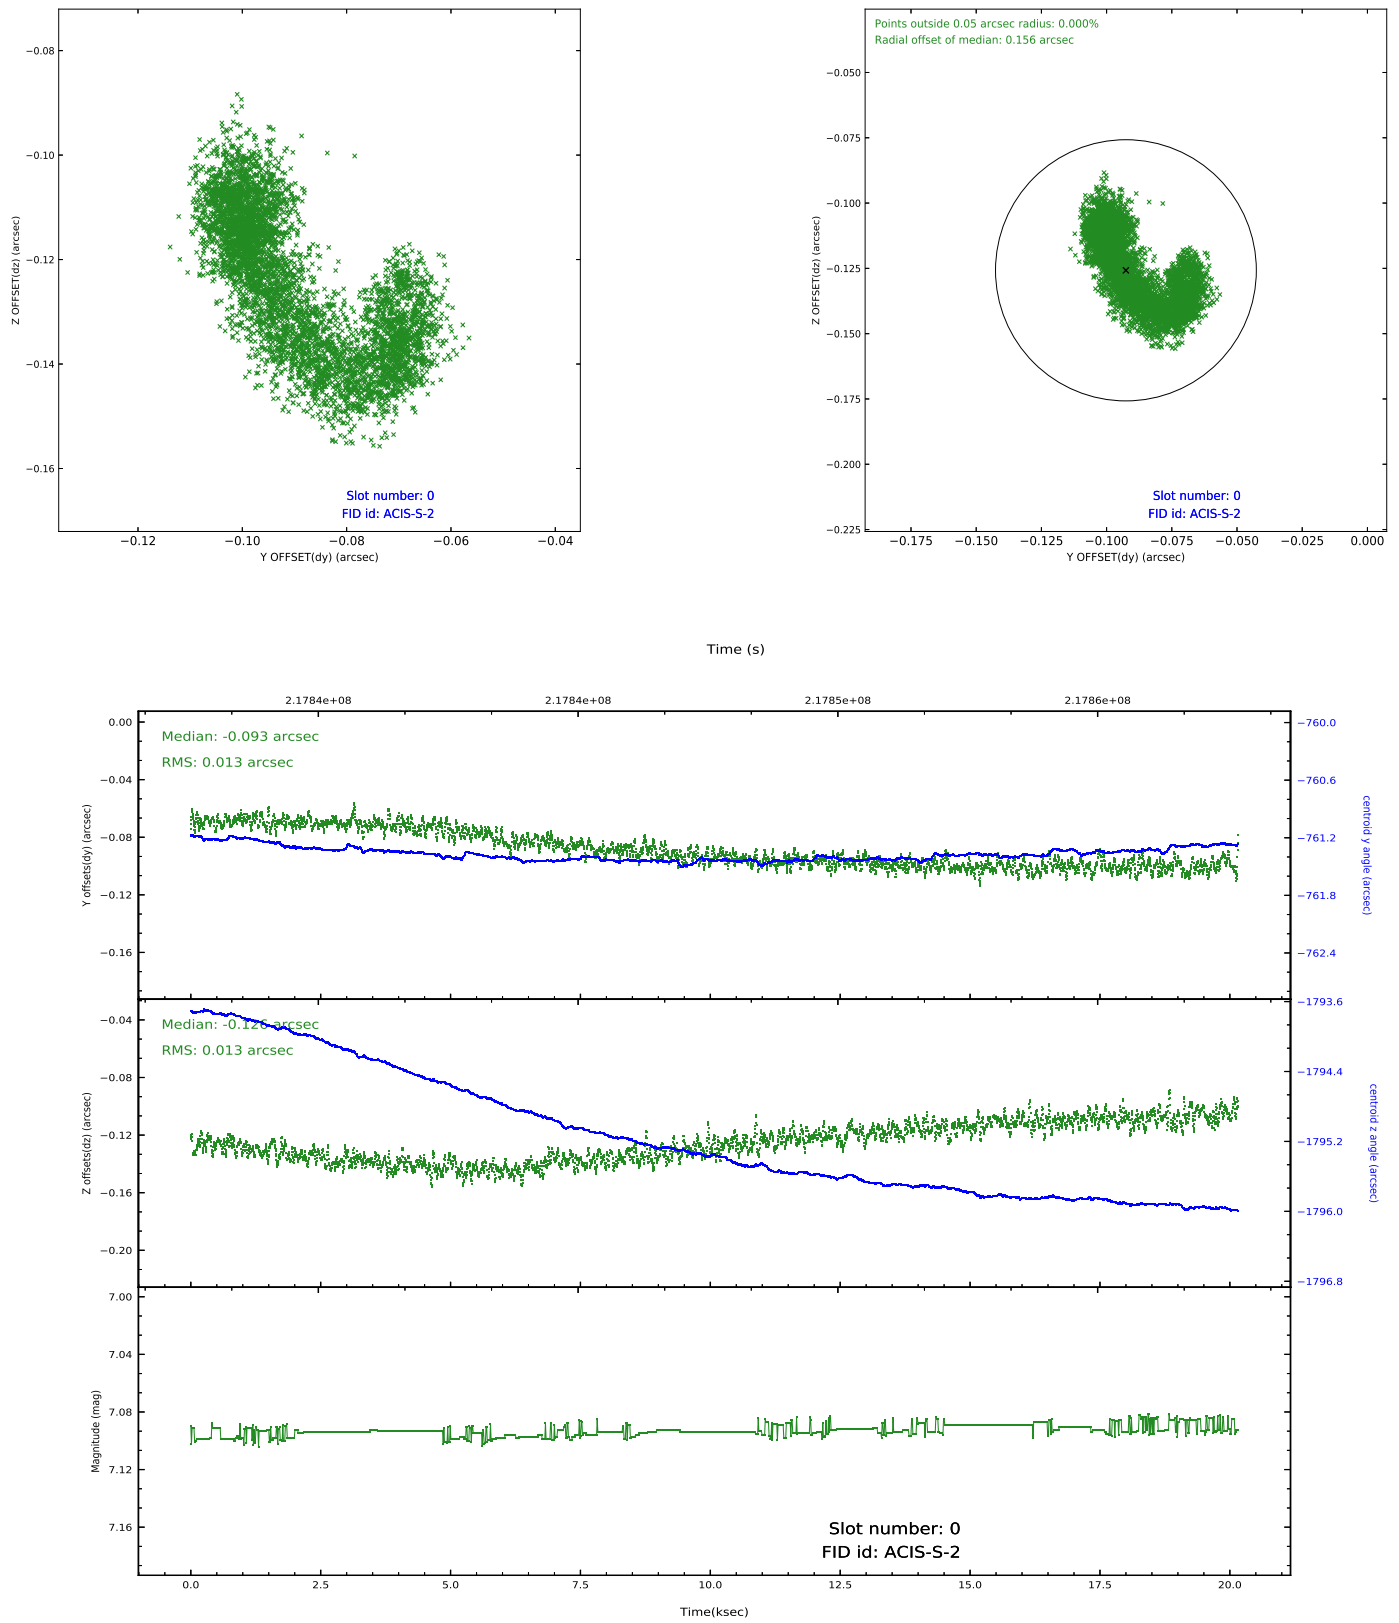 −0.08
−0.10
−0.12
−0.14
−0.16
Z OFFSET(dz) (arcsec)
Slot number: 0
FID id: ACIS-S-2
−0.12 −0.10 −0.08 −0.06 −0.04
Y OFFSET(dy) (arcsec)
Points outside 0.05 arcsec radius: 0.000%
Radial offset of median: 0.156 arcsec
−0.050
−0.075
−0.100
−0.125
−0.150
−0.175
−0.200
−0.225
Z OFFSET(dz) (arcsec)
Slot number: 0
FID id: ACIS-S-2
−0.175 −0.150 −0.125 −0.100 −0.075 −0.050 −0.025 0.000
Y OFFSET(dy) (arcsec)
Time (s)
2.1784e+08 2.1784e+08 2.1785e+08 2.1786e+08
0.00
−0.04
−0.08
−0.12
−0.16
Y offsets(dy) (arcsec)
Median: -0.093 arcsec
RMS: 0.013 arcsec
−760.0
−760.6
−761.2
−761.8
−762.4
centroid y angle (arcsec)
−0.04
−0.08
−0.12
−0.16
−0.20
Z offsets(dz) (arcsec)
Median: -0.126 arcsec
RMS: 0.013 arcsec
−1793.6
−1794.4
−1795.2
−1796.0
−1796.8
centroid z angle (arcsec)
7.00
7.04
7.08
7.12
7.16
Magnitude (mag)
Slot number: 0
FID id: ACIS-S-2
0.0 2.5 5.0 7.5 10.0 12.5 15.0 17.5 20.0
Time(ksec)